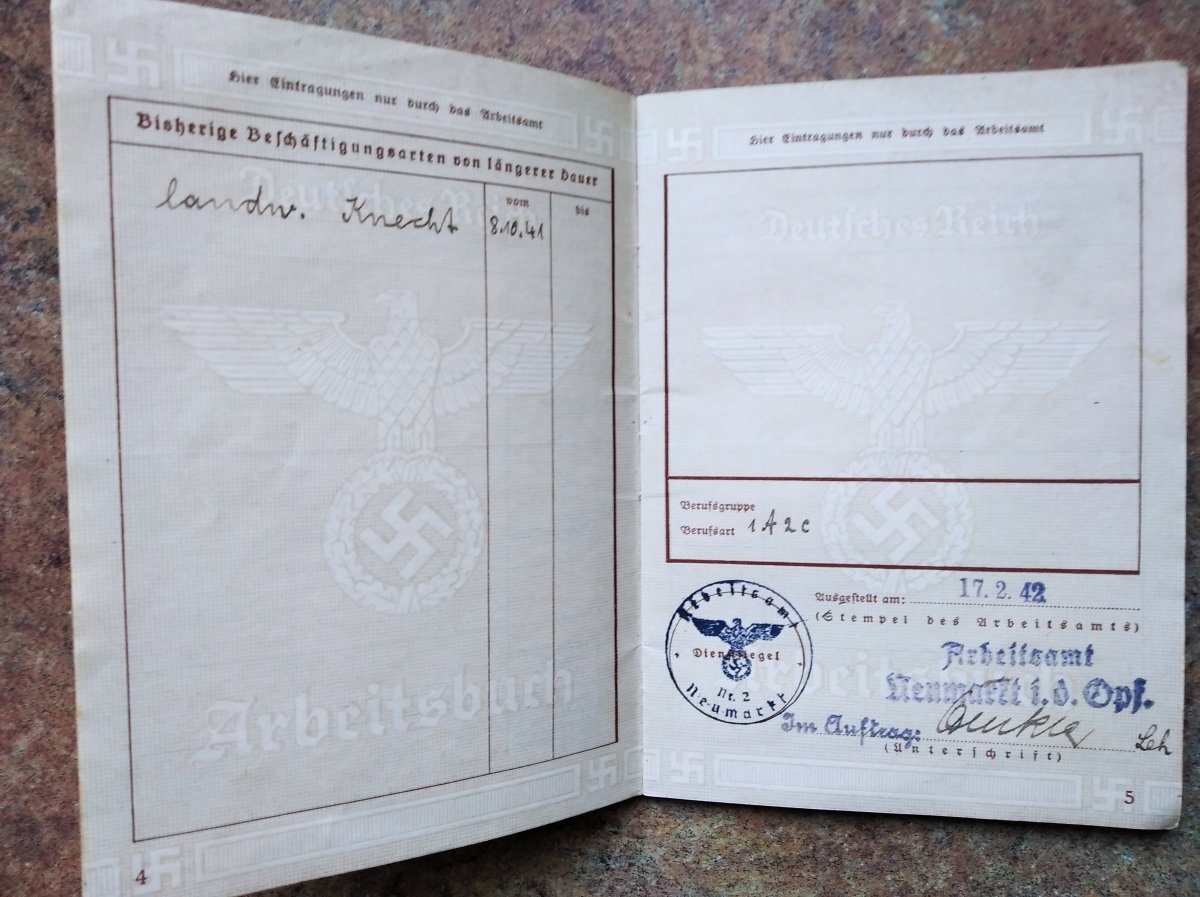 Hier Eintragungen nur durch das Arbeitsamt
Bisherige Beschäftigungsarten von längerer Dauer
vom
bis
landw. Knecht
8.10.41
Deutsches Reich
Arbeitsbuch
4
Hier Eintragungen nur durch das Arbeitsamt
Deutsches Reich
Berufsgruppe
Berufsart 1 A 2 c
Ausgestellt am: 17. 2. 42
(Stempel des Arbeitsamts)
Arbeitsamt
Dienstsiegel
Nr. 2
Neumarkt
Arbeitsamt
Neumarkt i. d. Opf.
Im Auftrag:
(Unterschrift)
5